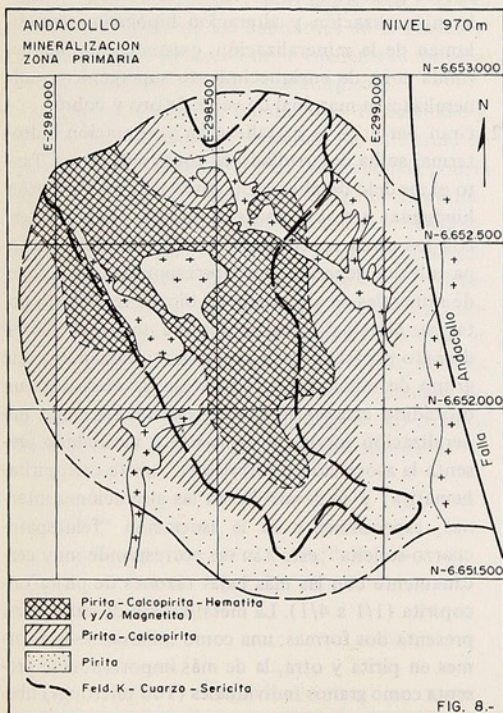 ANDACOLLO
MINERALIZACIÓN
ZONA PRIMARIA
NIVEL 970m
N-6.653.000
E-298.000
E-298.500
E-299.000
N
N-6.652.500
Andacollo
N-6.652.000
Falla
N-6.651.500
Pirita-Calcopirita-Hematita
(y/o Magnetita)
Pirita-Calcopirita
Pirita
Feld. K - Cuarzo - Sericita
FIG. 8.-